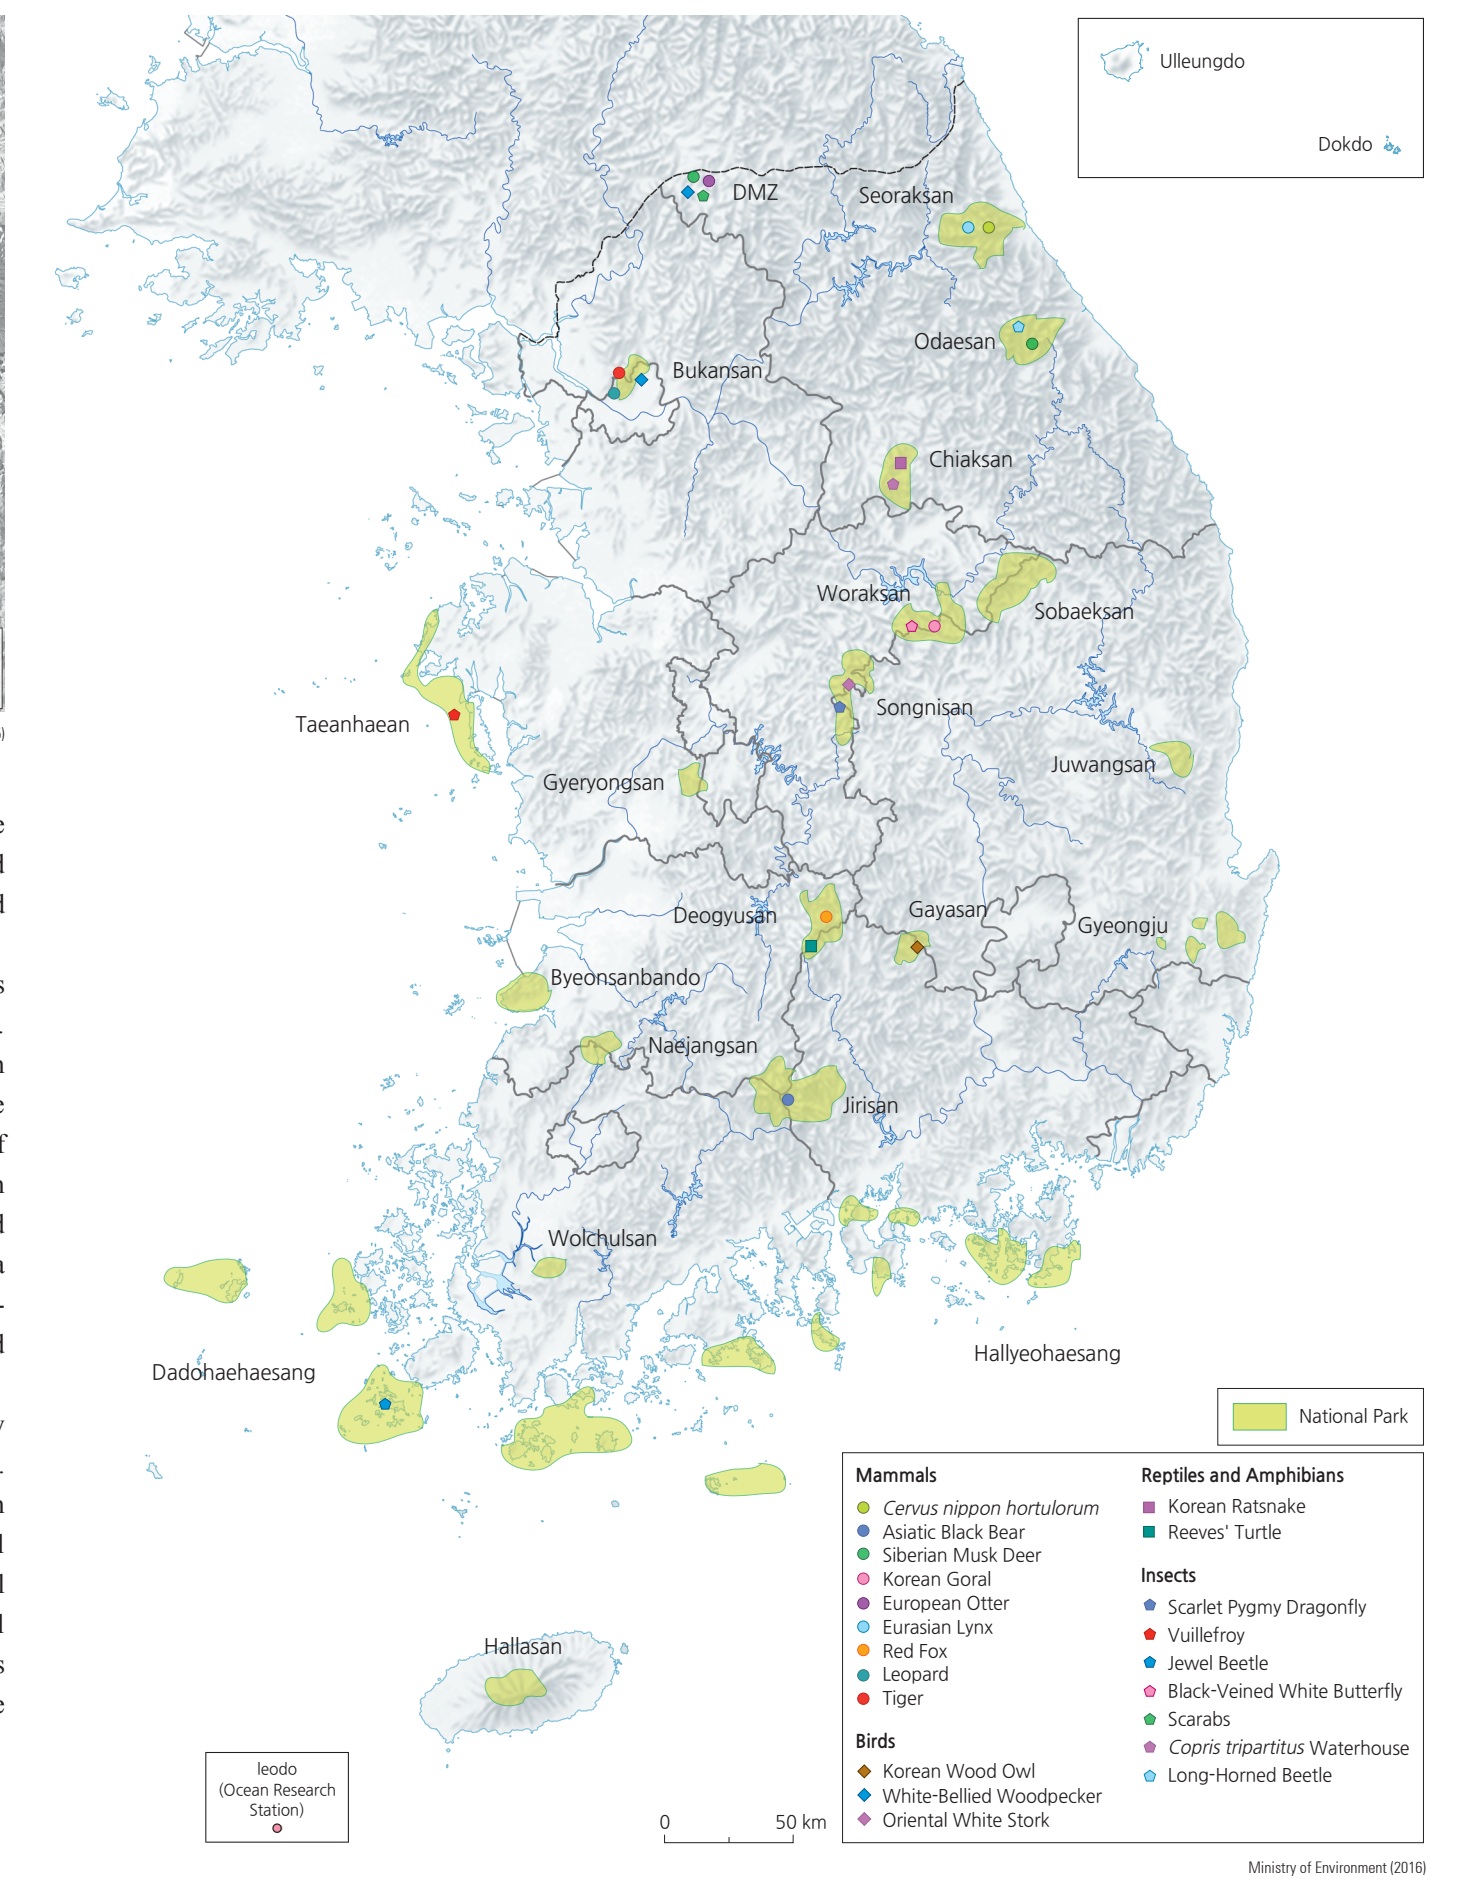 Ulleungdo
Dokdo
DMZ
Seoraksan
Odaesan
Bukansan
Chiaksan
Woraksan
Sobaeksan
Songnisan
Taeanhaean
Juwangsan
Gyeryongsan
Deogyusan
Gayasan
Gyeongju
Byeonsanbando
Naejangsan
Jirisan
Wolchulsan
Dadohaehaesang
Hallyeohaesang
Hallasan
National Park
Mammals
Cervus nippon hortulorum
Asiatic Black Bear
Siberian Musk Deer
Korean Goral
European Otter
Eurasian Lynx
Red Fox
Leopard
Tiger
Birds
Korean Wood Owl
White-Bellied Woodpecker
Oriental White Stork
Reptiles and Amphibians
Korean Ratsnake
Reeves' Turtle
Insects
Scarlet Pygmy Dragonfly
Vuillefroy
Jewel Beetle
Black-Veined White Butterfly
Scarabs
Copris tripartitus Waterhouse
Long-Horned Beetle
Ieodo
(Ocean Research
Station)
0 50 km
Ministry of Environment (2016)